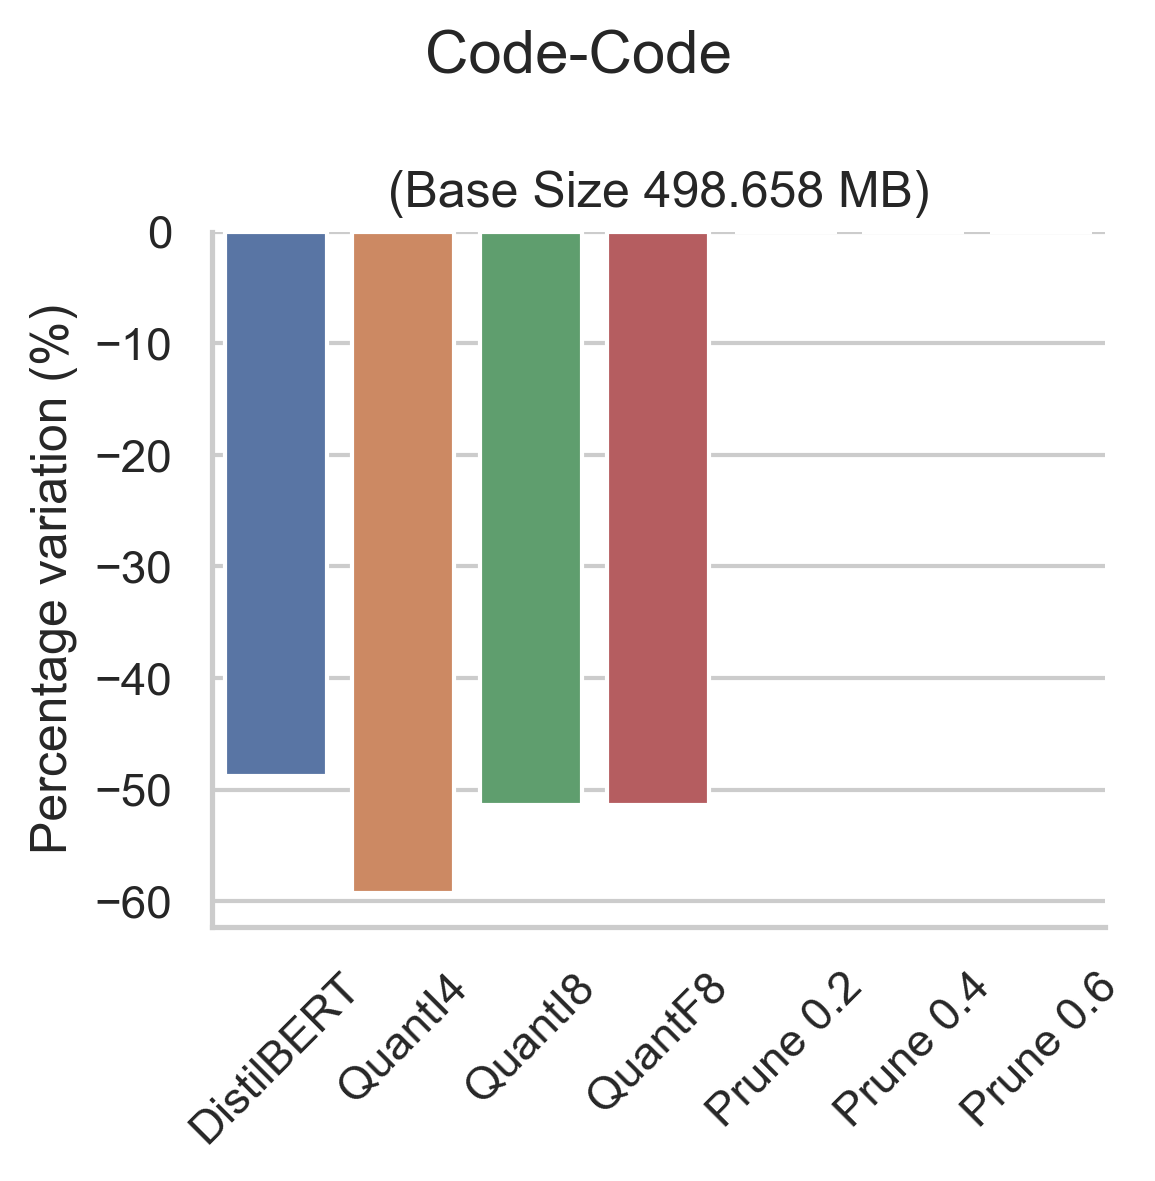 Code-Code
(Base Size 498.658 MB)
Percentage variation (%)
0
−10
−20
−30
−40
−50
−60
DistilBERT
QuantI4
QuantI8
QuantF8
Prune 0.2
Prune 0.4
Prune 0.6